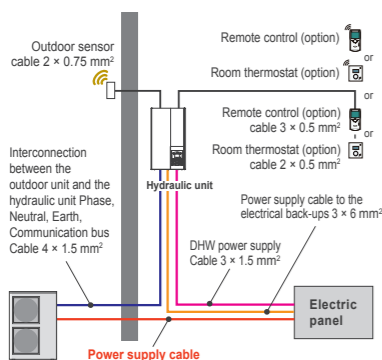 Outdoor sensor
cable 2 × 0.75 mm²
Remote control (option)
or
Room thermostat (option)
or
Remote control (option)
cable 3 × 0.5 mm²
or
Room thermostat (option)
cable 2 × 0.5 mm²
Hydraulic unit
Interconnection
between the
outdoor unit and the
hydraulic unit Phase,
Neutral, Earth,
Communication bus
Cable 4 × 1.5 mm²
Power supply cable to the
electrical back-ups 3 × 6 mm²
DHW power supply
Cable 3 × 1.5 mm²
Electric
panel
Power supply cable